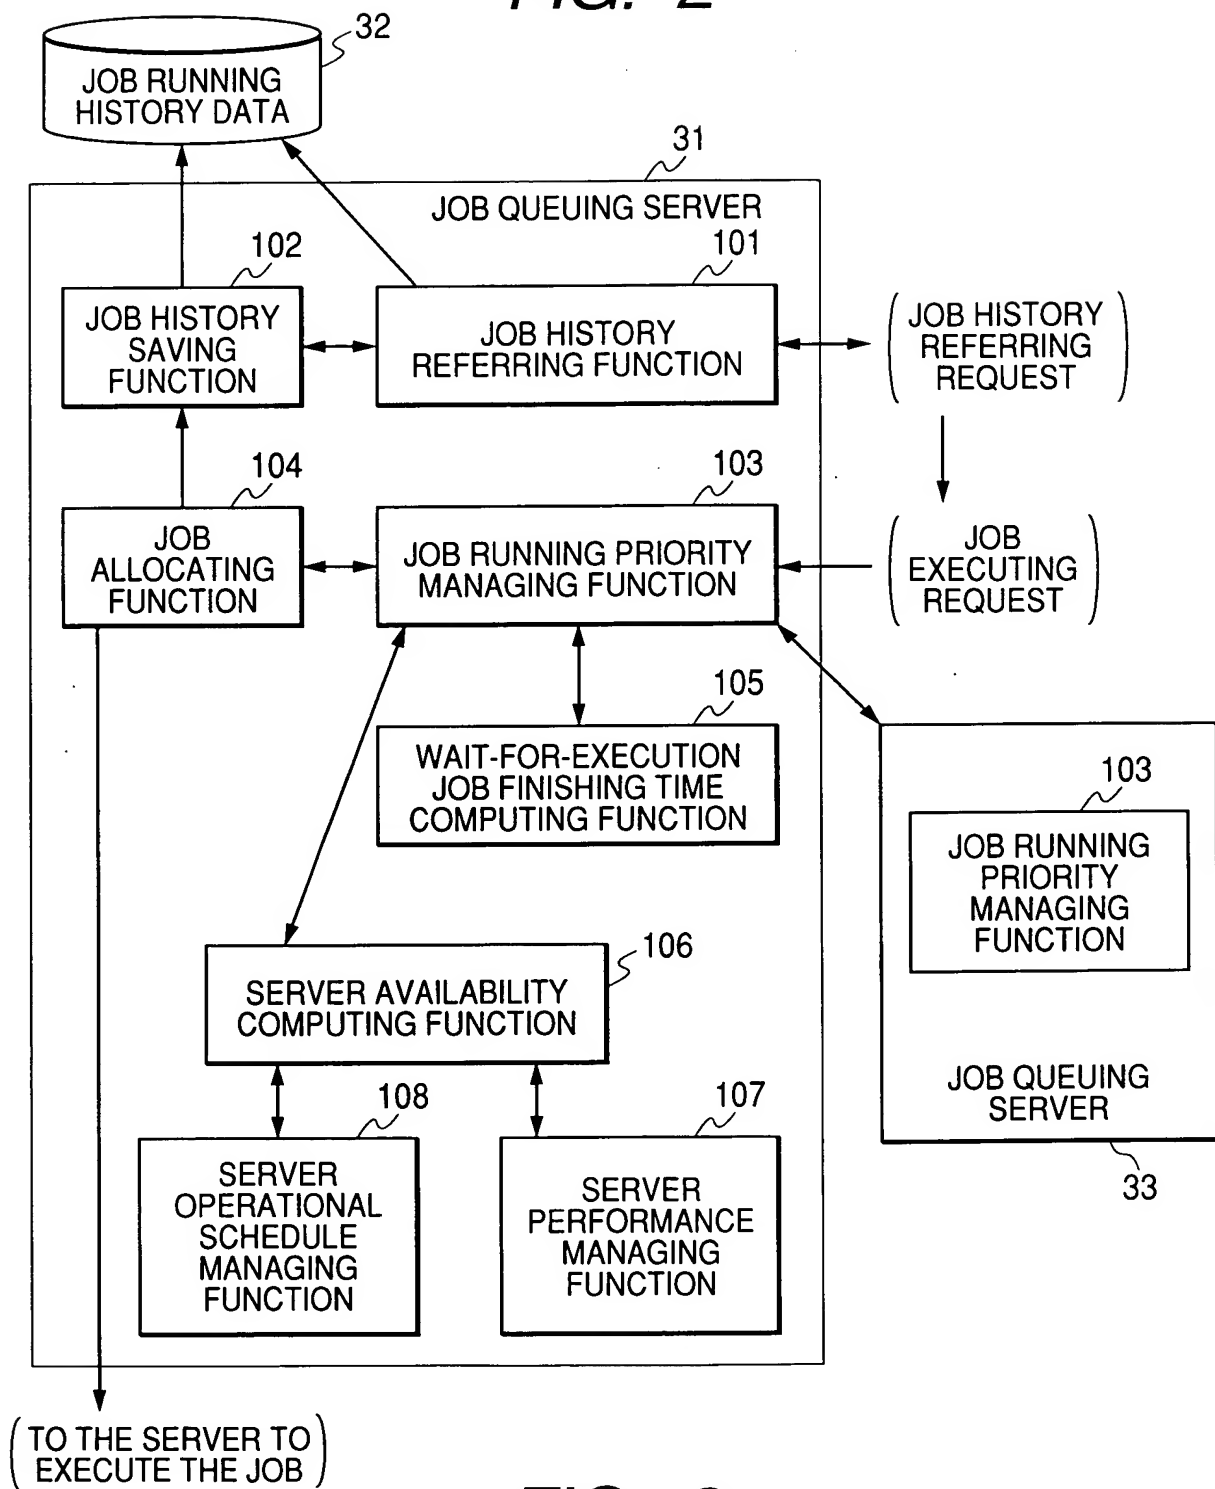 FIG. 2
32
JOB RUNNING
HISTORY DATA
31
JOB QUEUING SERVER
102
101
JOB HISTORY
SAVING
FUNCTION
JOB HISTORY
REFERRING FUNCTION
(JOB HISTORY
REFERRING
REQUEST)
104
103
JOB
ALLOCATING
FUNCTION
JOB RUNNING PRIORITY
MANAGING FUNCTION
(JOB
EXECUTING
REQUEST)
105
WAIT-FOR-EXECUTION
JOB FINISHING TIME
COMPUTING FUNCTION
103
JOB RUNNING
PRIORITY
MANAGING
FUNCTION
JOB QUEUING
SERVER
33
106
SERVER AVAILABILITY
COMPUTING FUNCTION
108
107
SERVER
OPERATIONAL
SCHEDULE
MANAGING
FUNCTION
SERVER
PERFORMANCE
MANAGING
FUNCTION
(TO THE SERVER TO
EXECUTE THE JOB)